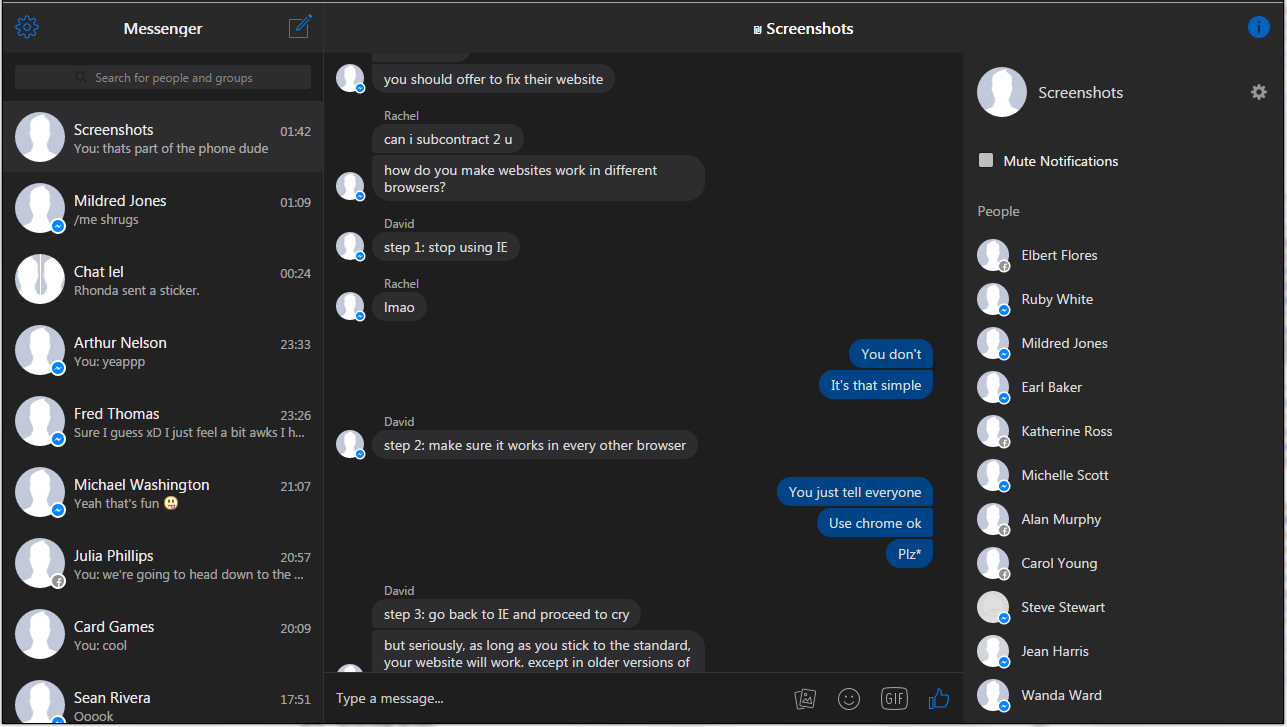 Messenger
Search for people and groups
Screenshots 01:42
You: thats part of the phone dude
Mildred Jones 01:09
/me shrugs
Chat lel 00:24
Rhonda sent a sticker.
Arthur Nelson 23:33
You: yeappp
Fred Thomas 23:26
Sure I guess xD I just feel a bit awks I h...
Michael Washington 21:07
Yeah that's fun 😜
Julia Phillips 20:57
You: we're going to head down to the ...
Card Games 20:09
You: cool
Sean Rivera 17:51
Ooook
Screenshots
you should offer to fix their website
Rachel
can i subcontract 2 u
how do you make websites work in different
browsers?
David
step 1: stop using IE
Rachel
lmao
You don't
It's that simple
David
step 2: make sure it works in every other browser
You just tell everyone
Use chrome ok
Plz*
David
step 3: go back to IE and proceed to cry
but seriously, as long as you stick to the standard,
your website will work. except in older versions of
Type a message...
GIF
Screenshots
Mute Notifications
People
Elbert Flores
Ruby White
Mildred Jones
Earl Baker
Katherine Ross
Michelle Scott
Alan Murphy
Carol Young
Steve Stewart
Jean Harris
Wanda Ward